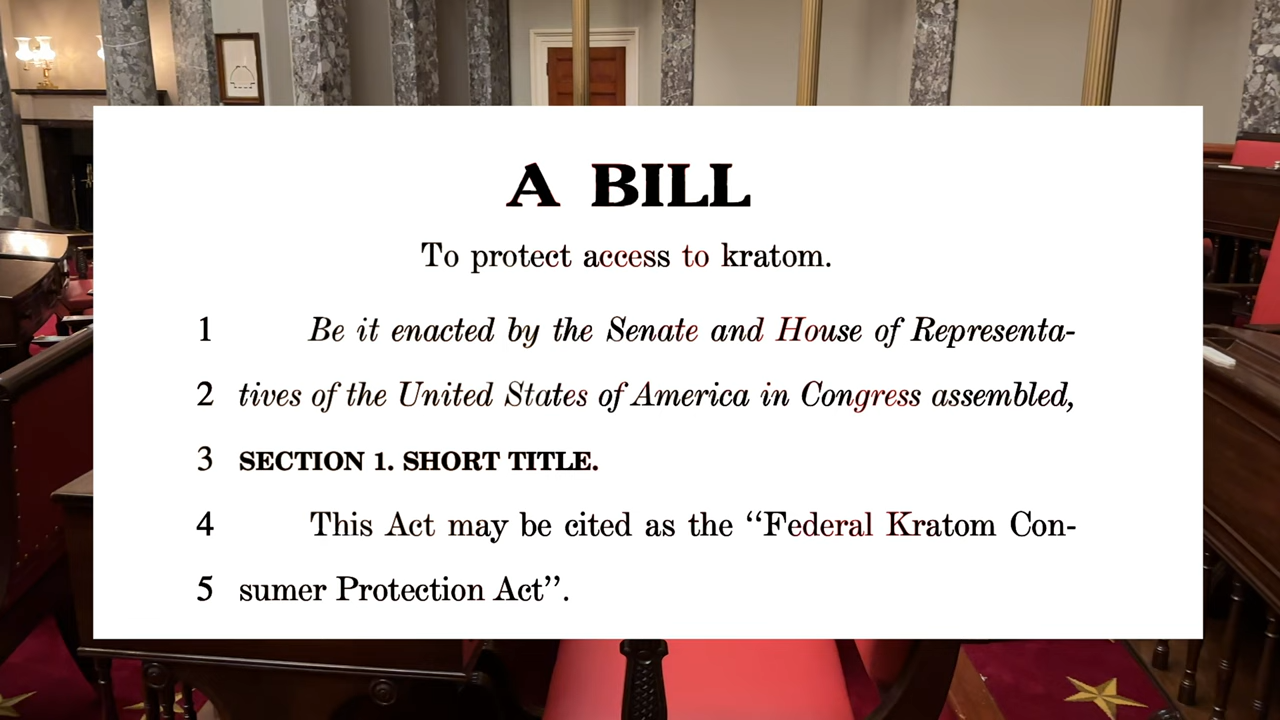 A BILL
To protect access to kratom.
1 Be it enacted by the Senate and House of Representa-
2 tives of the United States of America in Congress assembled,
3 SECTION 1. SHORT TITLE.
4 This Act may be cited as the “Federal Kratom Con-
5 sumer Protection Act”.